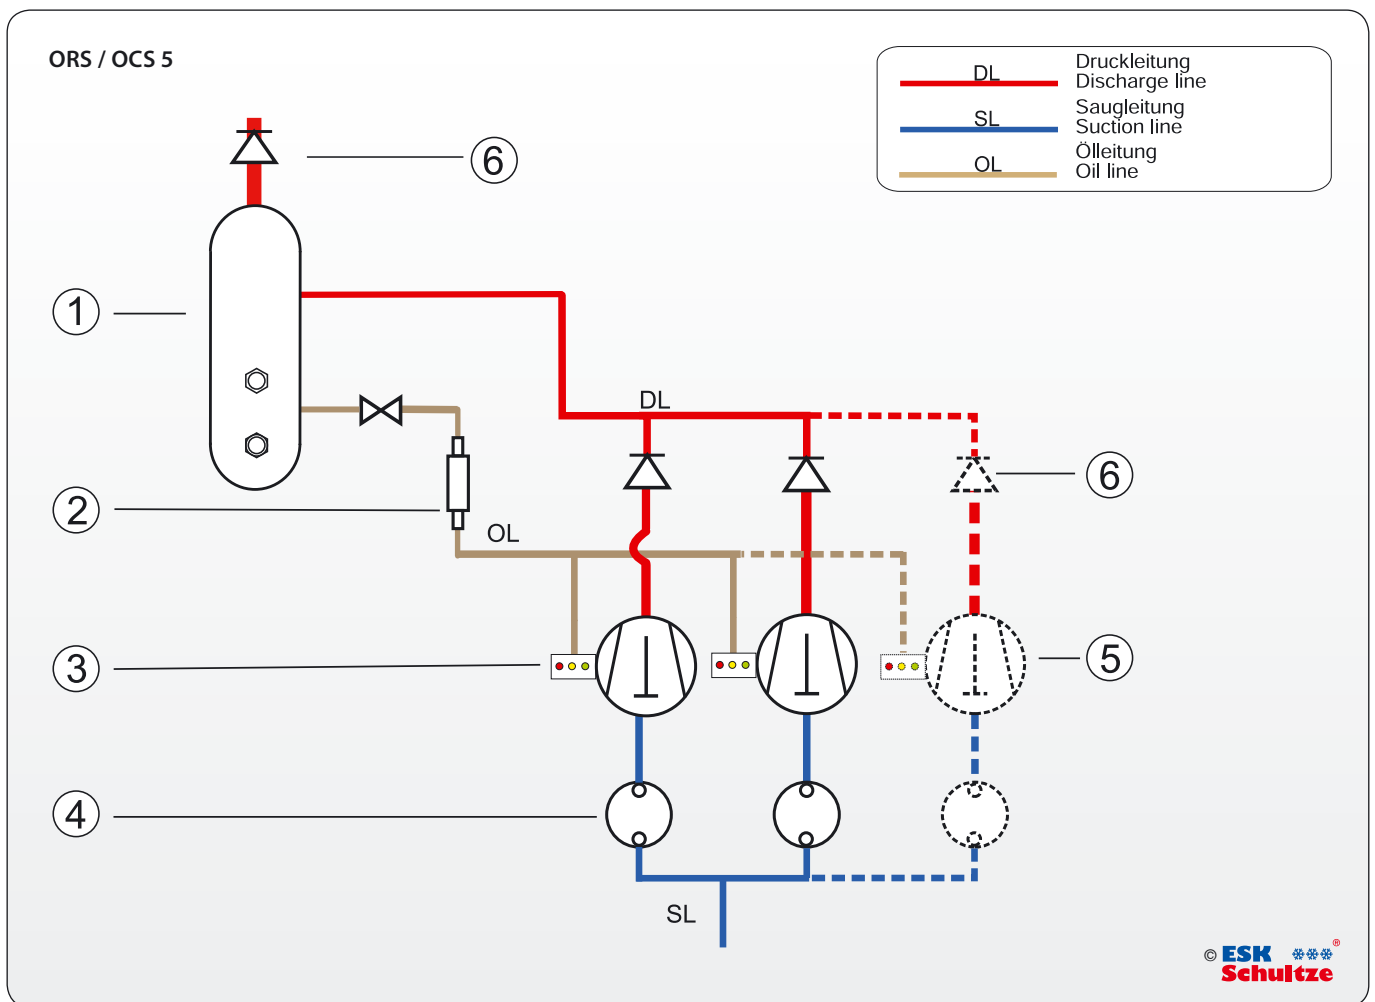 ORS / OCS 5
DL
Druckleitung
Discharge line
SL
Saugleitung
Suction line
OL
Ölleitung
Oil line
6
1
DL
6
2
OL
3
5
4
SL
© ESK ®
Schultze